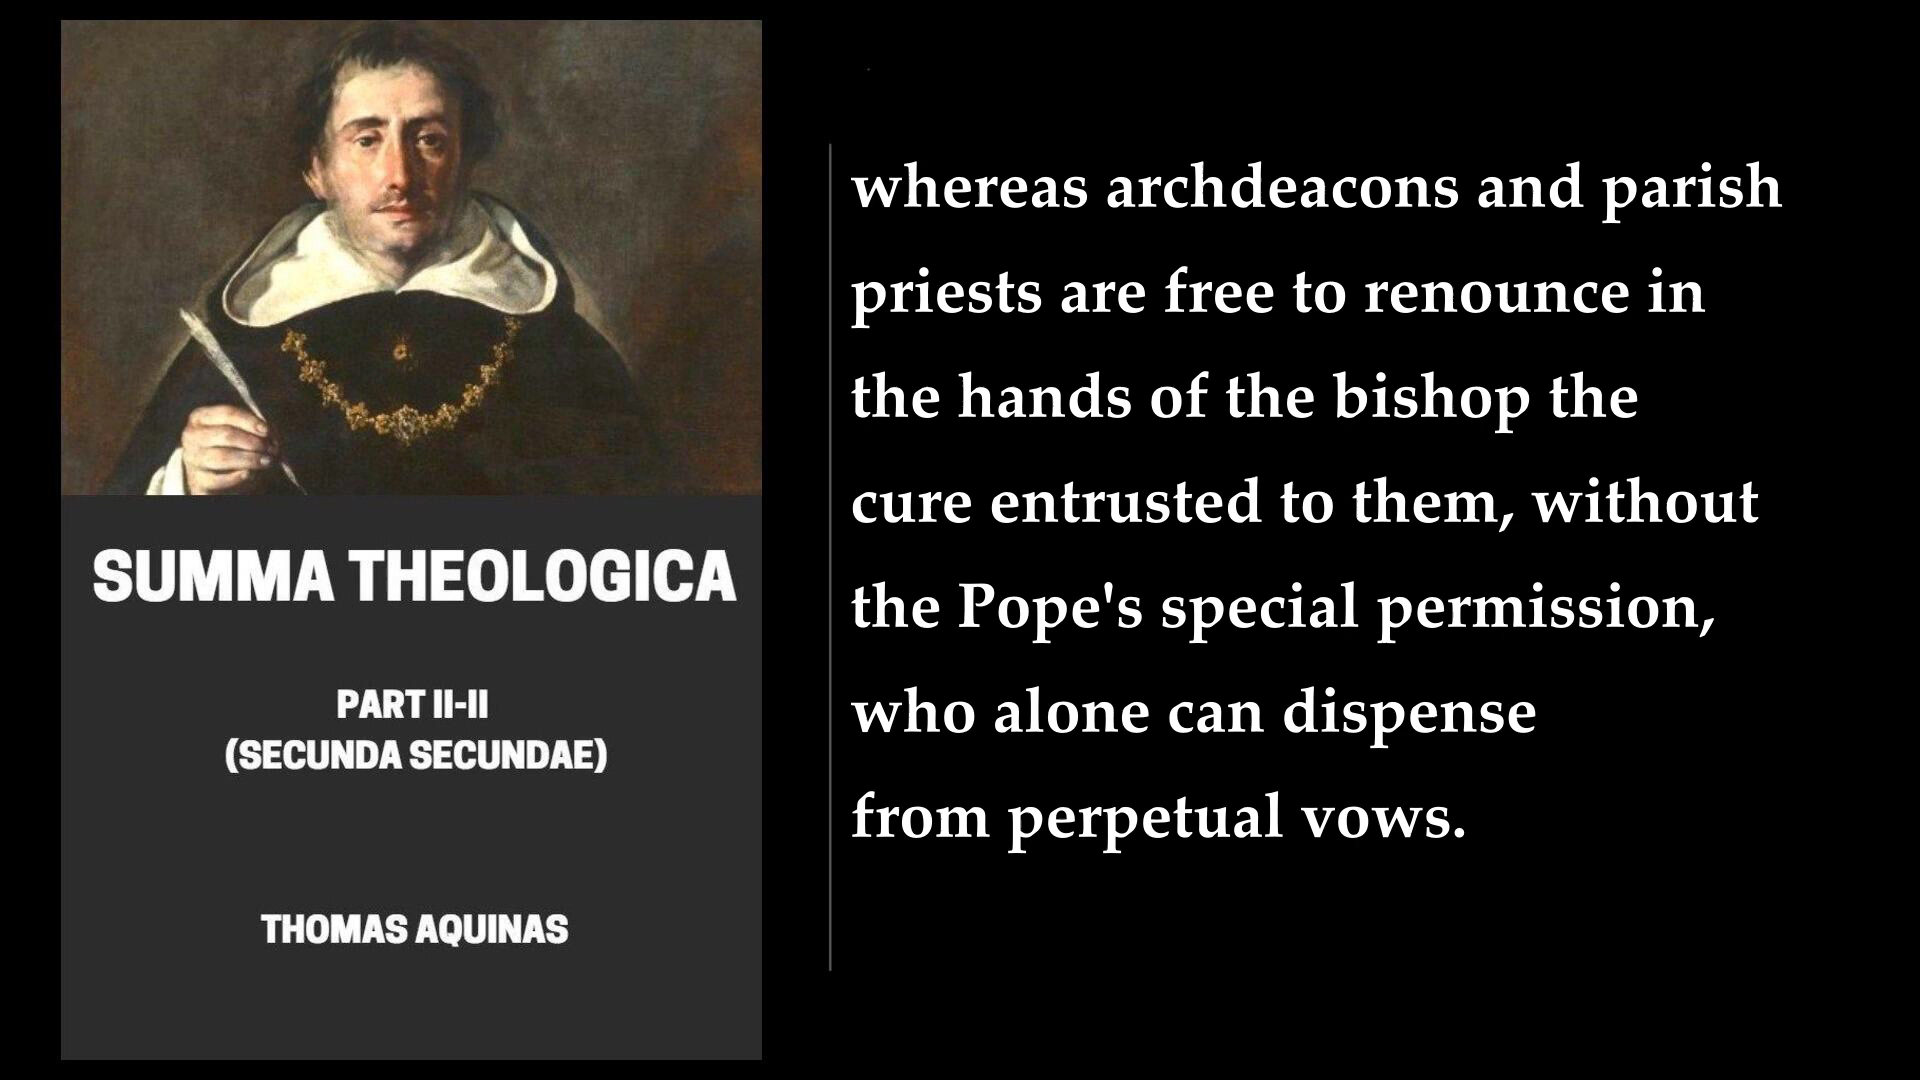 SUMMA THEOLOGICA
PART II-II
(SECUNDA SECUNDAE)
THOMAS AQUINAS
whereas archdeacons and parish
priests are free to renounce in
the hands of the bishop the
cure entrusted to them, without
the Pope's special permission,
who alone can dispense
from perpetual vows.